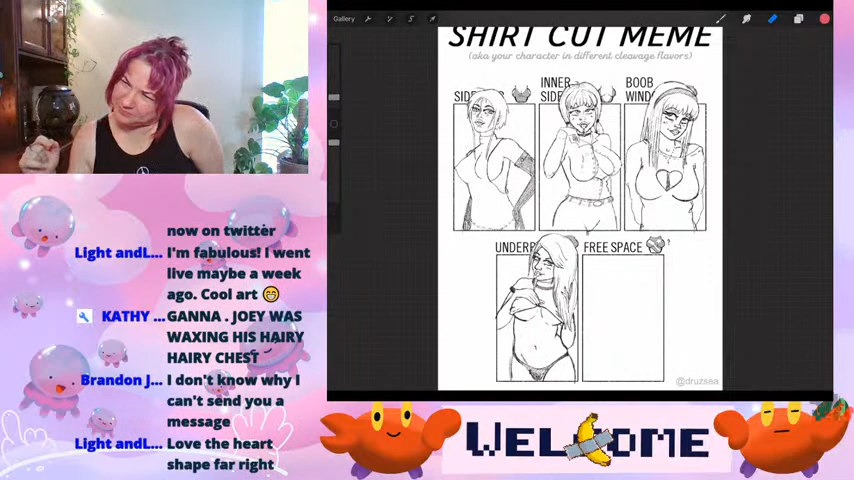 Gallery
SHIRT CUT MEME
(aka your character in different cleavage flavors)
INNER
SIDE
BOOB
WIND
SID
UNDER
FREE SPACE
?
@druzsea
now on twitter
Light andL... I'm fabulous! I went
live maybe a week
ago. Cool art 😁
KATHY ... GANNA . JOEY WAS
WAXING HIS HAIRY
HAIRY CHEST
Brandon J... I don't know why I
can't send you a
message
Light andL... Love the heart
shape far right
WELCOME